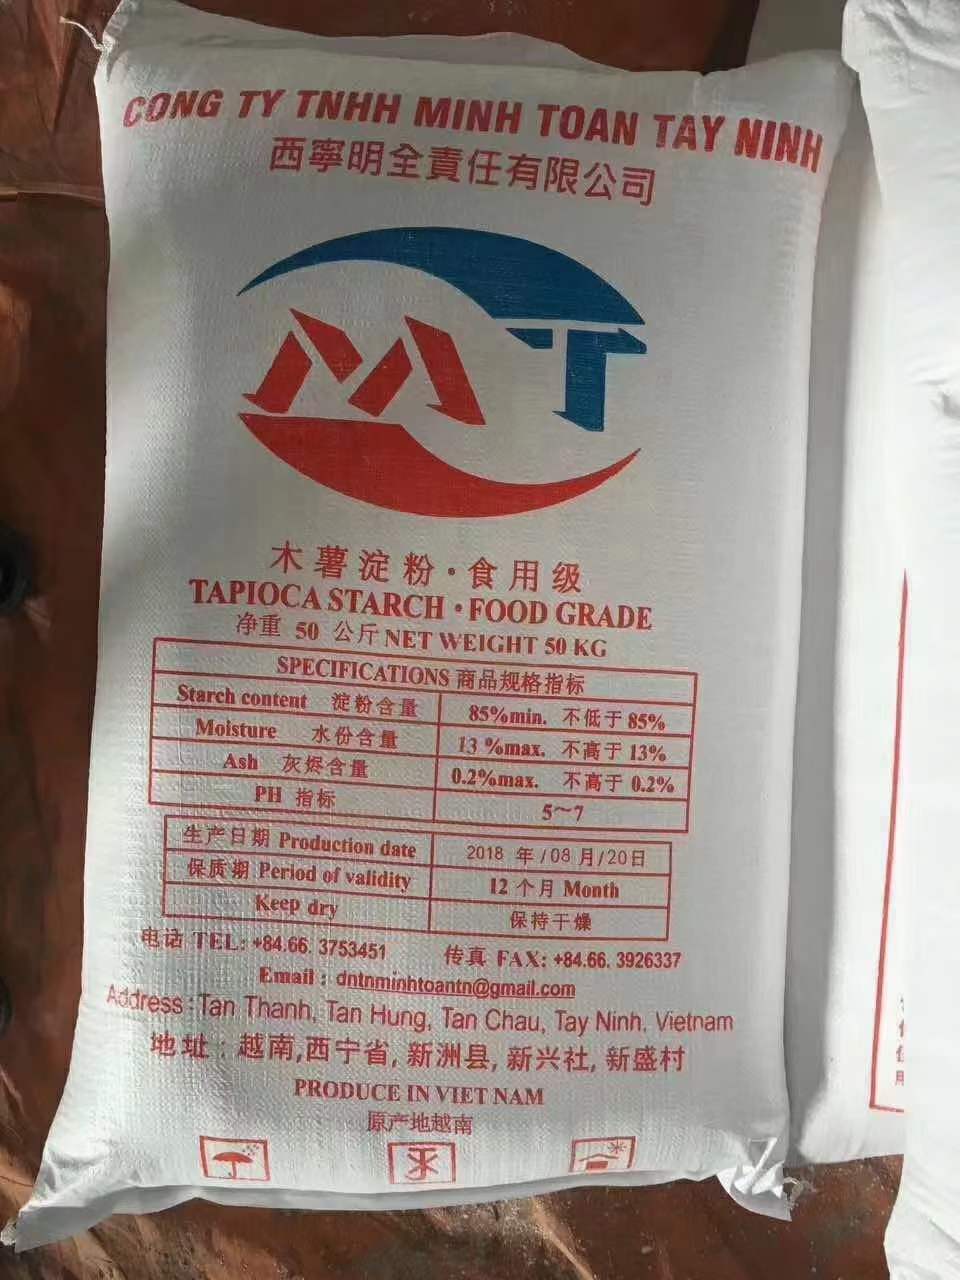 CONG TY TNHH MINH TOAN TAY NINH
西寧明全責任有限公司
MT
木薯淀粉·食用级
TAPIOCA STARCH · FOOD GRADE
净重 50 公斤 NET WEIGHT 50 KG
SPECIFICATIONS 商品规格指标
Starch content 淀粉含量 85%min. 不低于 85%
Moisture 水份含量 13 %max. 不高于 13%
Ash 灰烬含量 0.2%max. 不高于 0.2%
PH 指标 5~7
生产日期 Production date 2018 年/08 月/20日
保质期 Period of validity 12 个月 Month
Keep dry 保持干燥
电话 TEL: +84.66. 3753451 传真 FAX: +84.66. 3926337
Email : dntnminhtoantn@gmail.com
Address : Tan Thanh, Tan Hung, Tan Chau, Tay Ninh, Vietnam
地址 : 越南,西宁省, 新洲县, 新兴社, 新盛村
PRODUCE IN VIET NAM
原产地越南